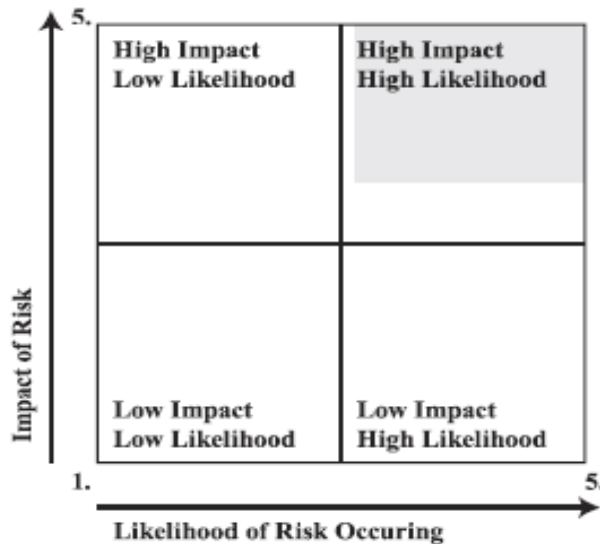 5.
High Impact
Low Likelihood
High Impact
High Likelihood
Impact of Risk
Low Impact
Low Likelihood
Low Impact
High Likelihood
1.
5.
Likelihood of Risk Occuring